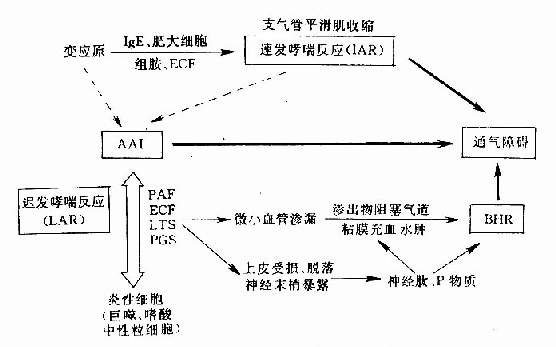 支气管平滑肌收缩
变应原
IgE、肥大细胞
组胺、ECF
速发哮喘反应(IAR)
AAI
通气障碍
迟发哮喘反应
(LAR)
PAF
ECF
LTS
PGS
微小血管渗漏
渗出物阻塞气道
粘膜充血水肿
BHR
上皮受损、脱落
神经末梢暴露
神经肽、P物质
炎性细胞
(巨噬、嗜酸
中性粒细胞)